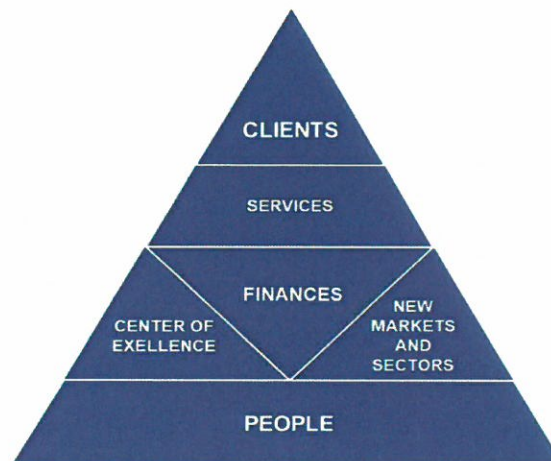 CLIENTS
SERVICES
FINANCES
CENTER OF
EXELLENCE
NEW
MARKETS
AND
SECTORS
PEOPLE